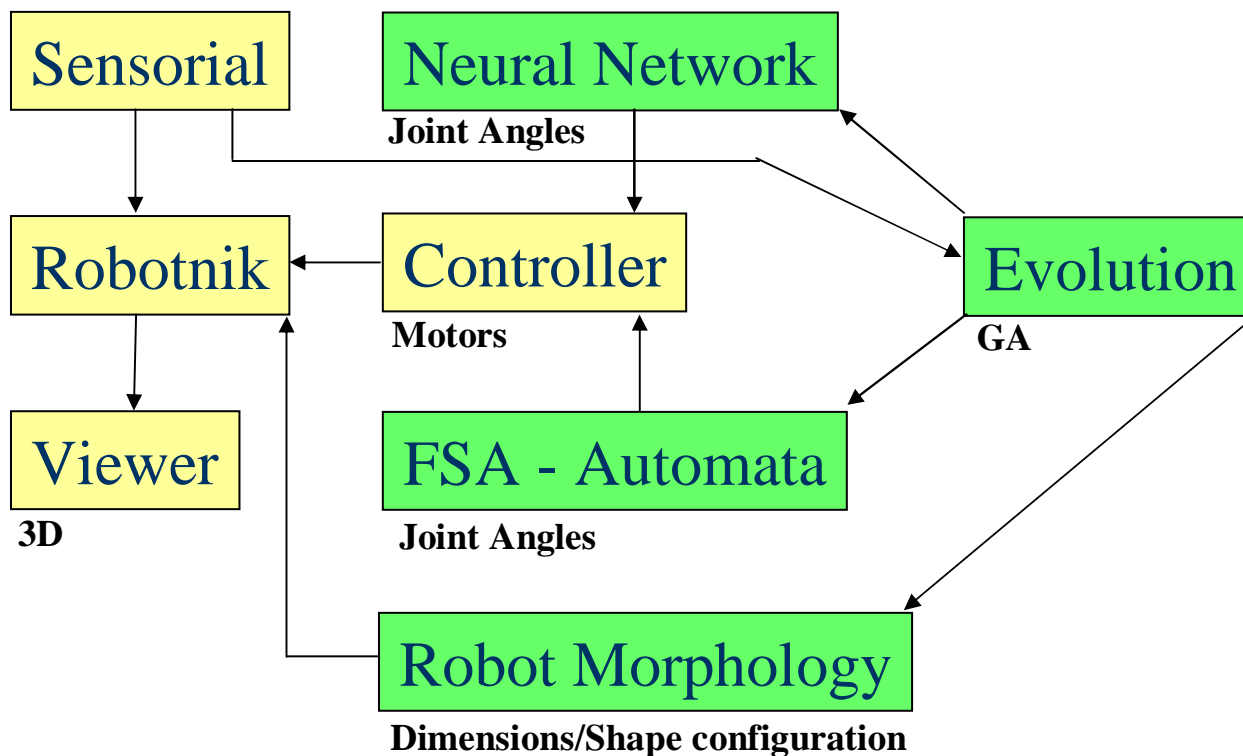 Sensorial
Neural Network
Joint Angles
Robotnik
Controller
Motors
Evolution
GA
Viewer
3D
FSA - Automata
Joint Angles
Robot Morphology
Dimensions/Shape configuration